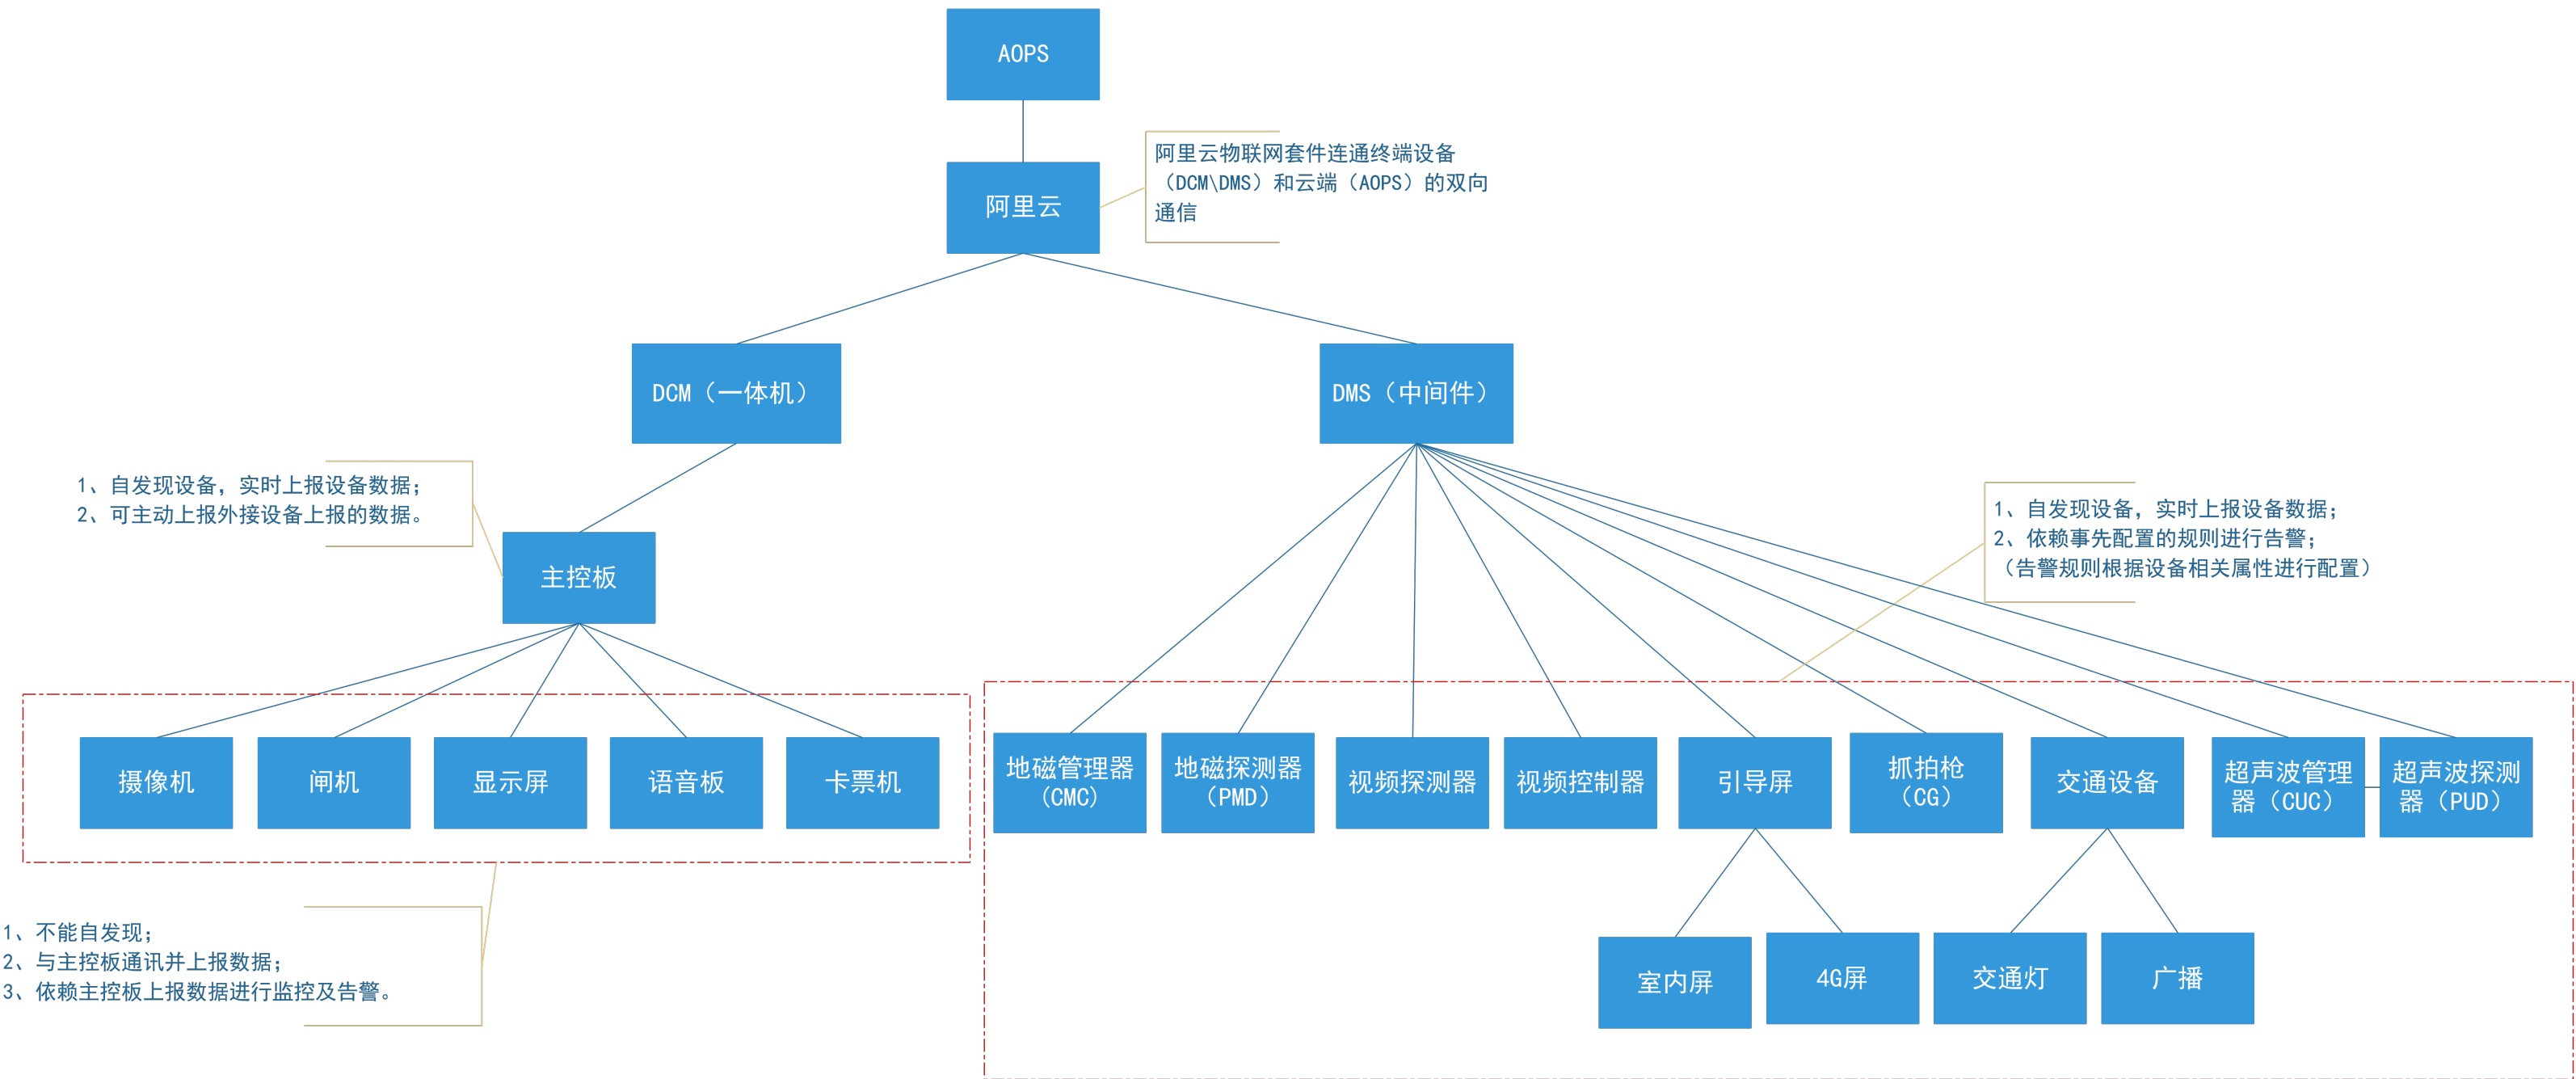 AOPS
阿里云物联网套件连通终端设备
（DCM\DMS）和云端（AOPS）的双向
通信
阿里云
DCM（一体机）
DMS（中间件）
1、自发现设备，实时上报设备数据；
2、可主动上报外接设备上报的数据。
1、自发现设备，实时上报设备数据；
2、依赖事先配置的规则进行告警；
（告警规则根据设备相关属性进行配置）
主控板
摄像机
闸机
显示屏
语音板
卡票机
地磁管理器
(CMC)
地磁探测器
（PMD）
视频探测器
视频控制器
引导屏
抓拍枪
（CG）
交通设备
超声波管理
器（CUC）
超声波探测
器（PUD）
1、不能自发现；
2、与主控板通讯并上报数据；
3、依赖主控板上报数据进行监控及告警。
室内屏
4G屏
交通灯
广播